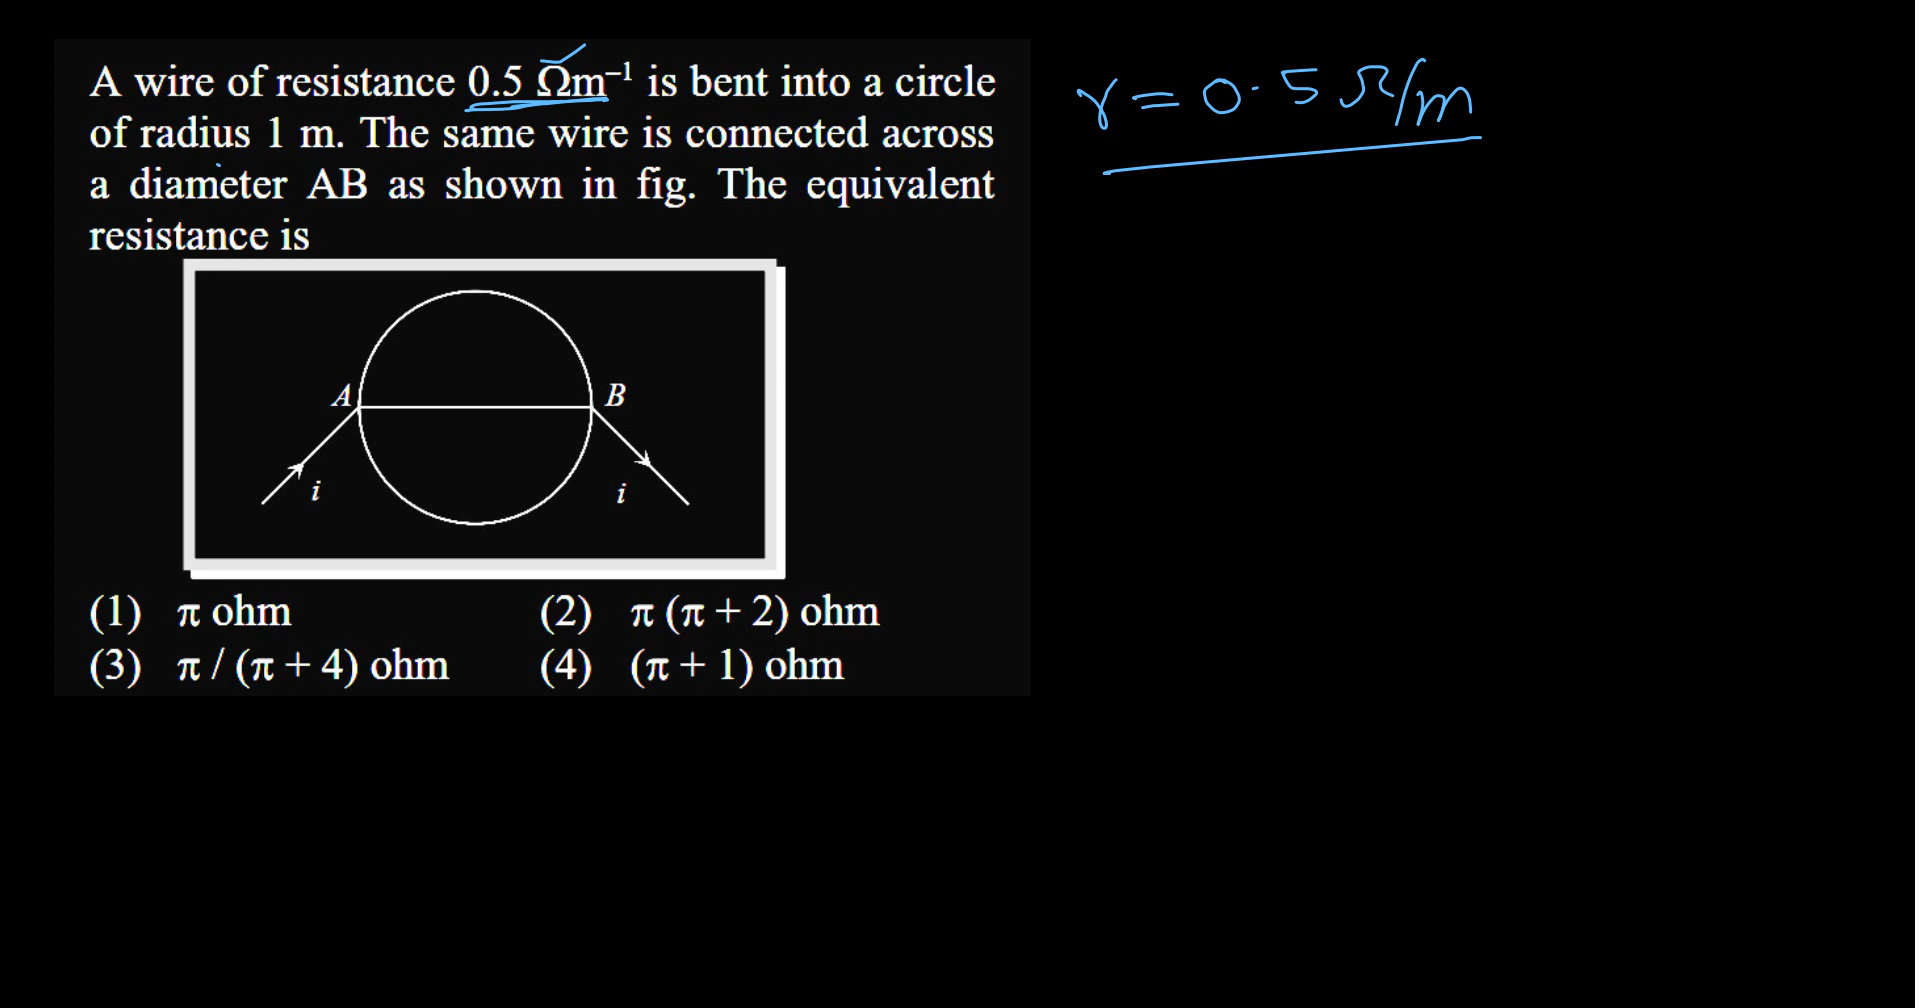 A wire of resistance 0.5 Ωm⁻¹ is bent into a circle
of radius 1 m. The same wire is connected across
a diameter AB as shown in fig. The equivalent
resistance is
A
B
i
i
(1) π ohm (2) π (π + 2) ohm
(3) π / (π + 4) ohm (4) (π + 1) ohm
r = 0.5 Ω/m